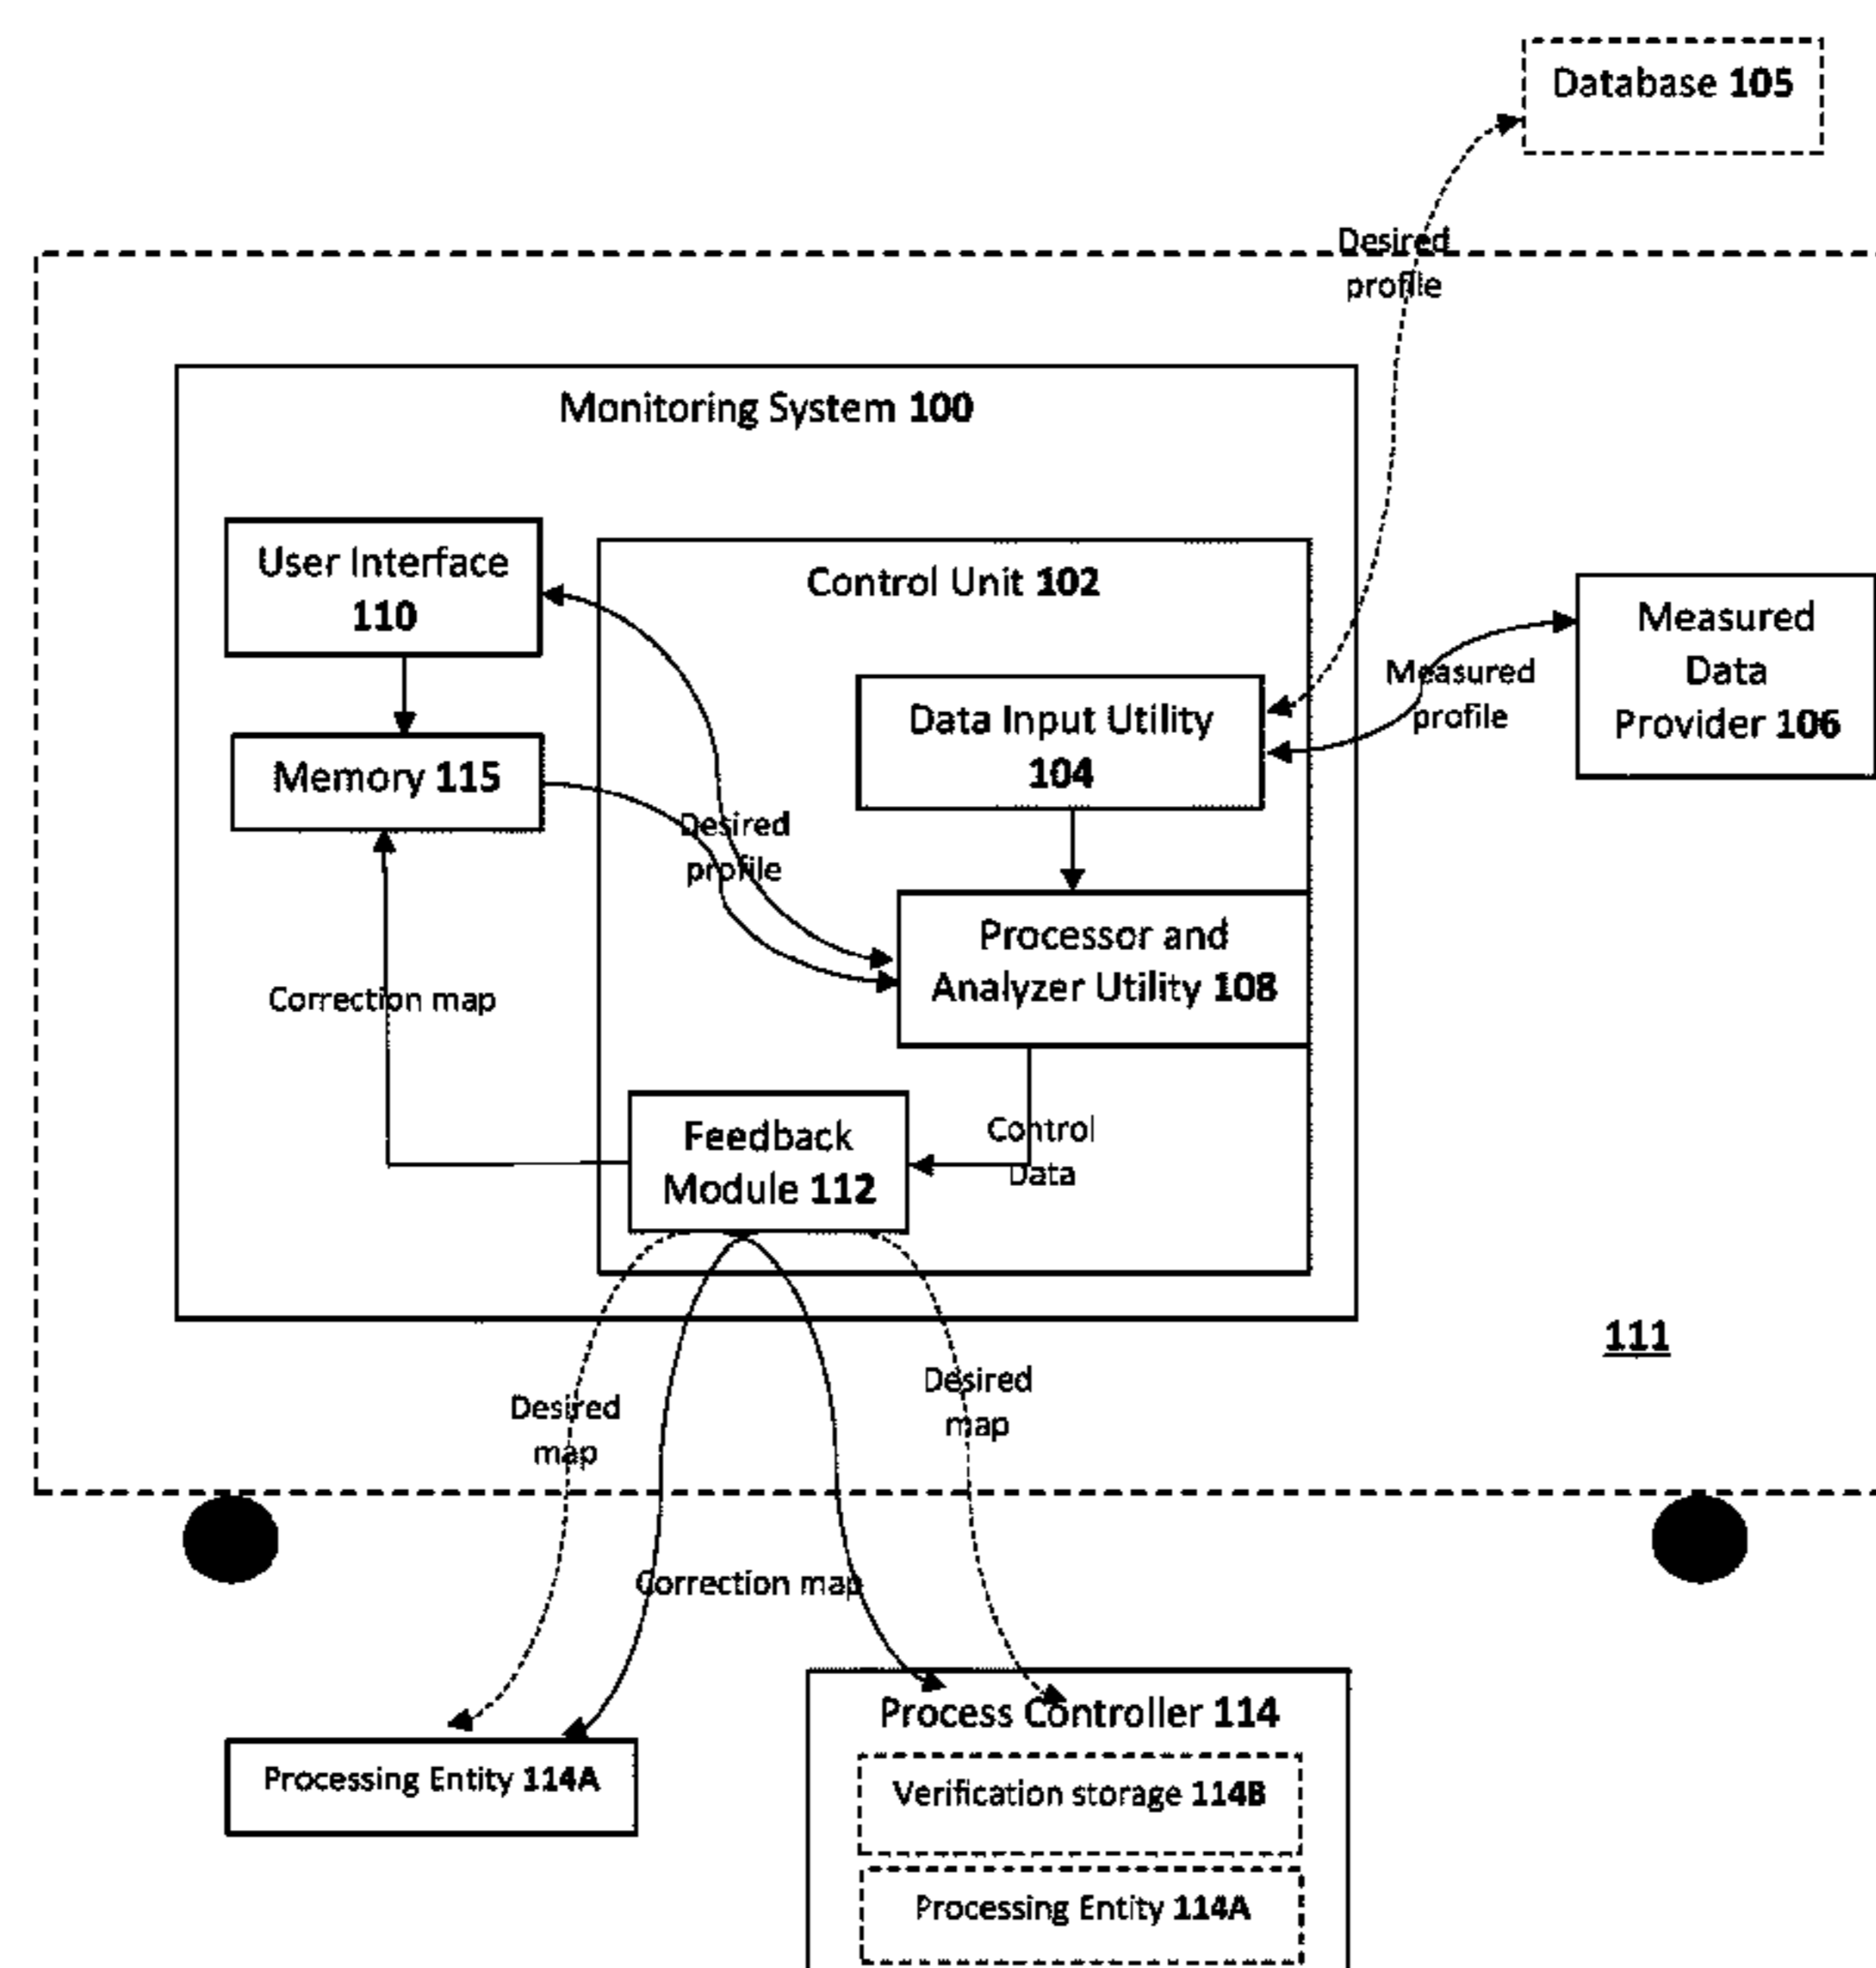 Database 105
Desired
profile
Monitoring System 100
User Interface
110
Control Unit 102
Measured
Data
Provider 106
Measured
profile
Data Input Utility
104
Memory 115
Desired
profile
Processor and
Analyzer Utility 108
Correction map
Feedback
Module 112
Control
Data
111
Desired
map
Desired
map
Correction map
Process Controller 114
Processing Entity 114A
Verification storage 114B
Processing Entity 114A